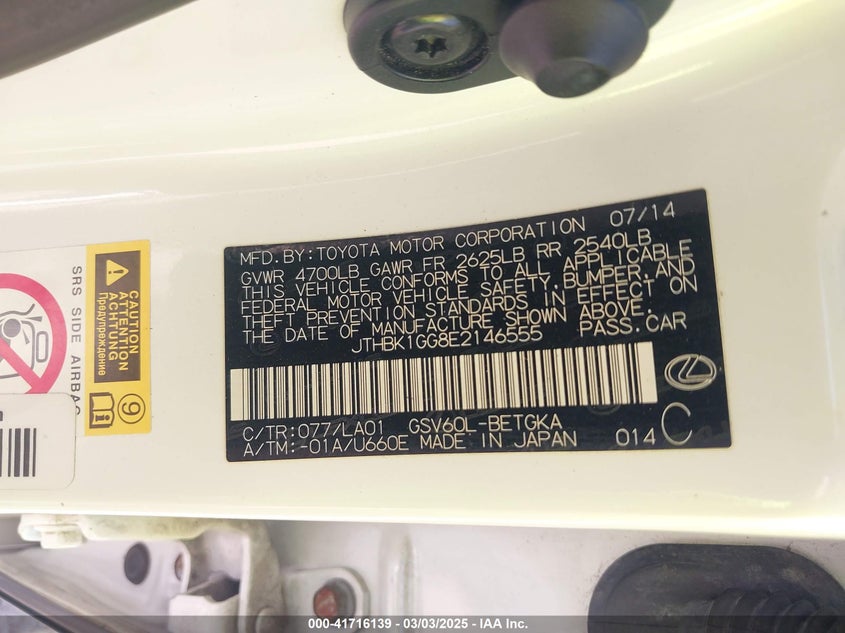 MFD. BY: TOYOTA MOTOR CORPORATION 07/14
GVWR 4700LB GAWR FR 2625LB RR 2540LB
THIS VEHICLE CONFORMS TO ALL APPLICABLE
FEDERAL MOTOR VEHICLE SAFETY, BUMPER, AND
THEFT PREVENTION STANDARDS IN EFFECT ON
THE DATE OF MANUFACTURE SHOWN ABOVE.
JTHBK1GG8E2146555 PASS. CAR
C/TR: 077/LA01 GSV60L-BETGKA
A/TM: -01A/U660E MADE IN JAPAN 014 C
CAUTION
ATTENTION
ACHTUNG
Предупреждение
9
SRS SIDE AIRBAG
000-41716139 - 03/03/2025 - IAA Inc.